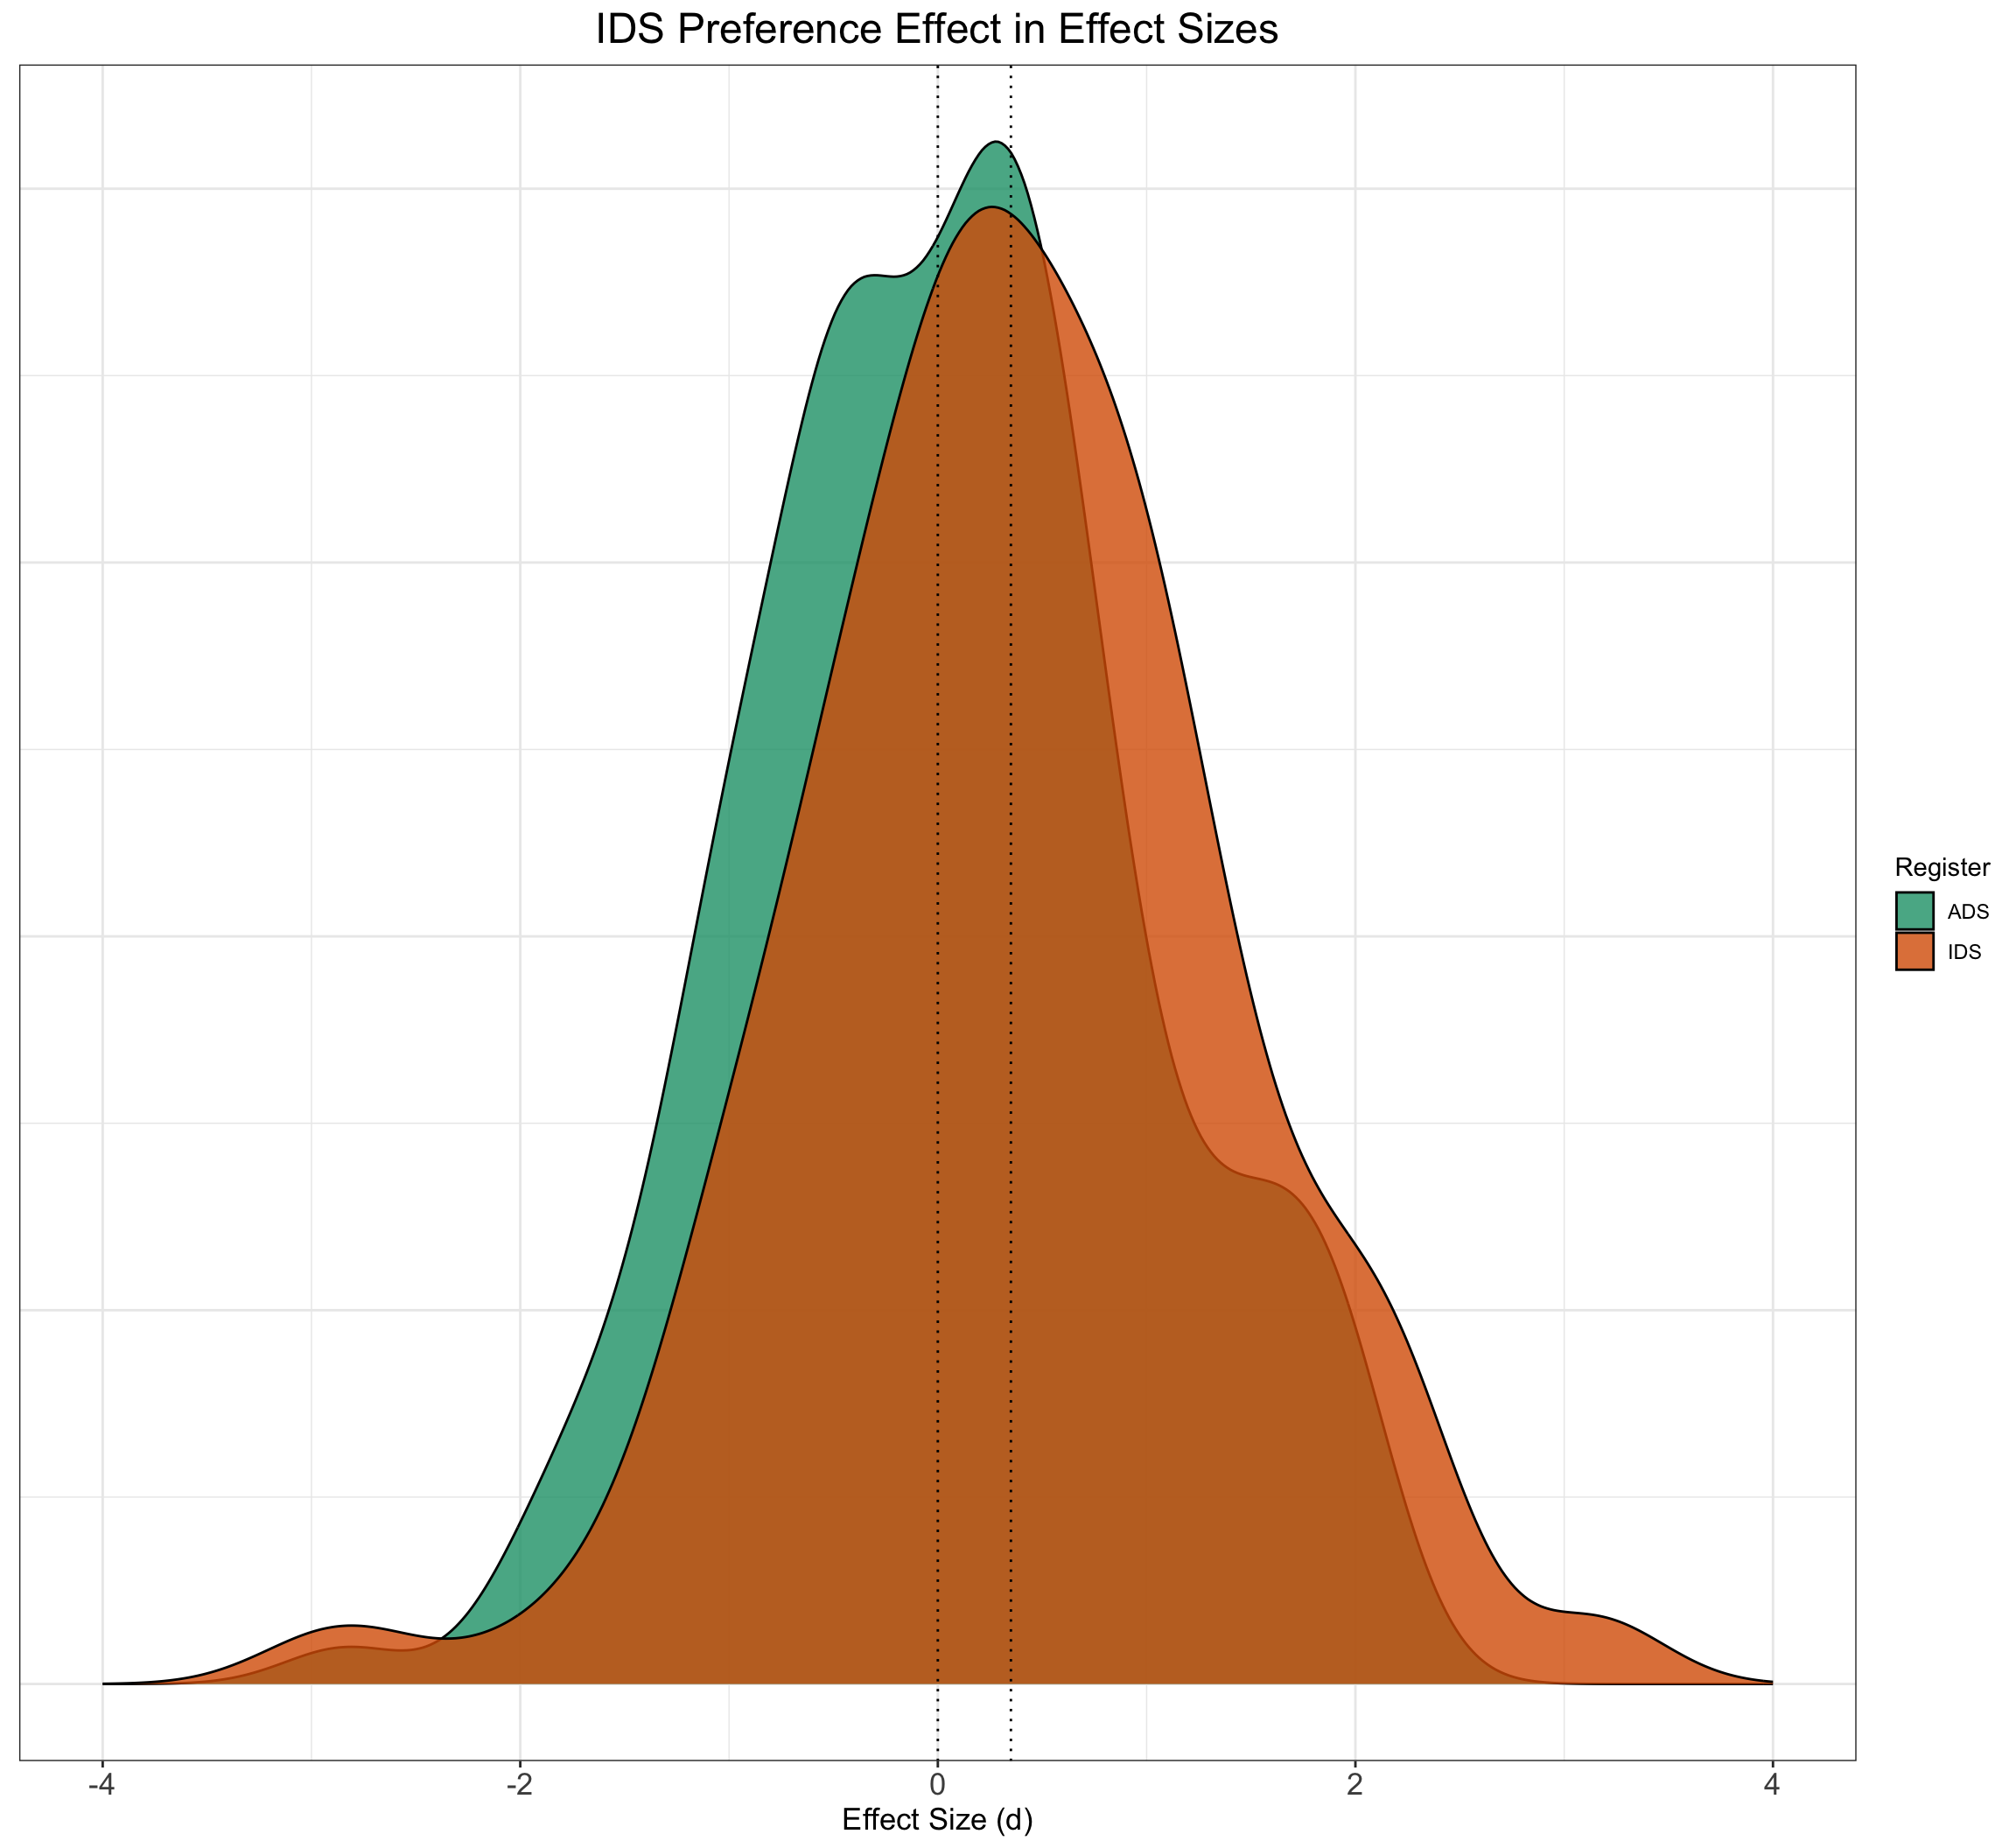 IDS Preference Effect in Effect Sizes
Register
ADS
IDS
-4
-2
0
2
4
Effect Size (d)